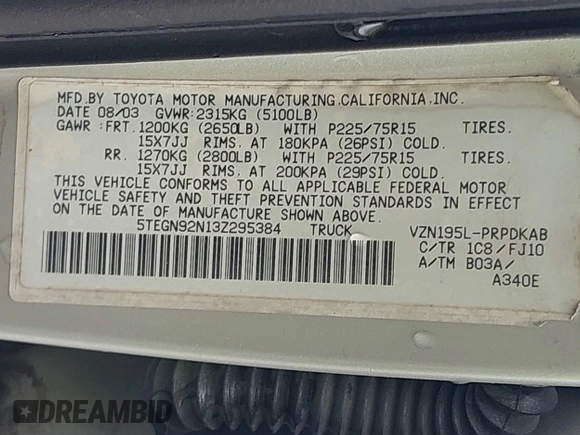 MFD.BY TOYOTA MOTOR MANUFACTURING,CALIFORNIA,INC.
DATE 08/03 GVWR:2315KG (5100LB)
GAWR : FRT. 1200KG (2650LB) WITH P225/75R15 TIRES.
15X7JJ RIMS, AT 180KPA (26PSI) COLD.
RR. 1270KG (2800LB) WITH P225/75R15 TIRES.
15X7JJ RIMS, AT 200KPA (29PSI) COLD.
THIS VEHICLE CONFORMS TO ALL APPLICABLE FEDERAL MOTOR
VEHICLE SAFETY AND THEFT PREVENTION STANDARDS IN EFFECT
ON THE DATE OF MANUFACTURE SHOWN ABOVE.
5TEGN92N13Z295384 TRUCK VZN195L-PRPDKAB
C/TR 1C8 / FJ10
A/TM B03A/
A340E
DREAMBID